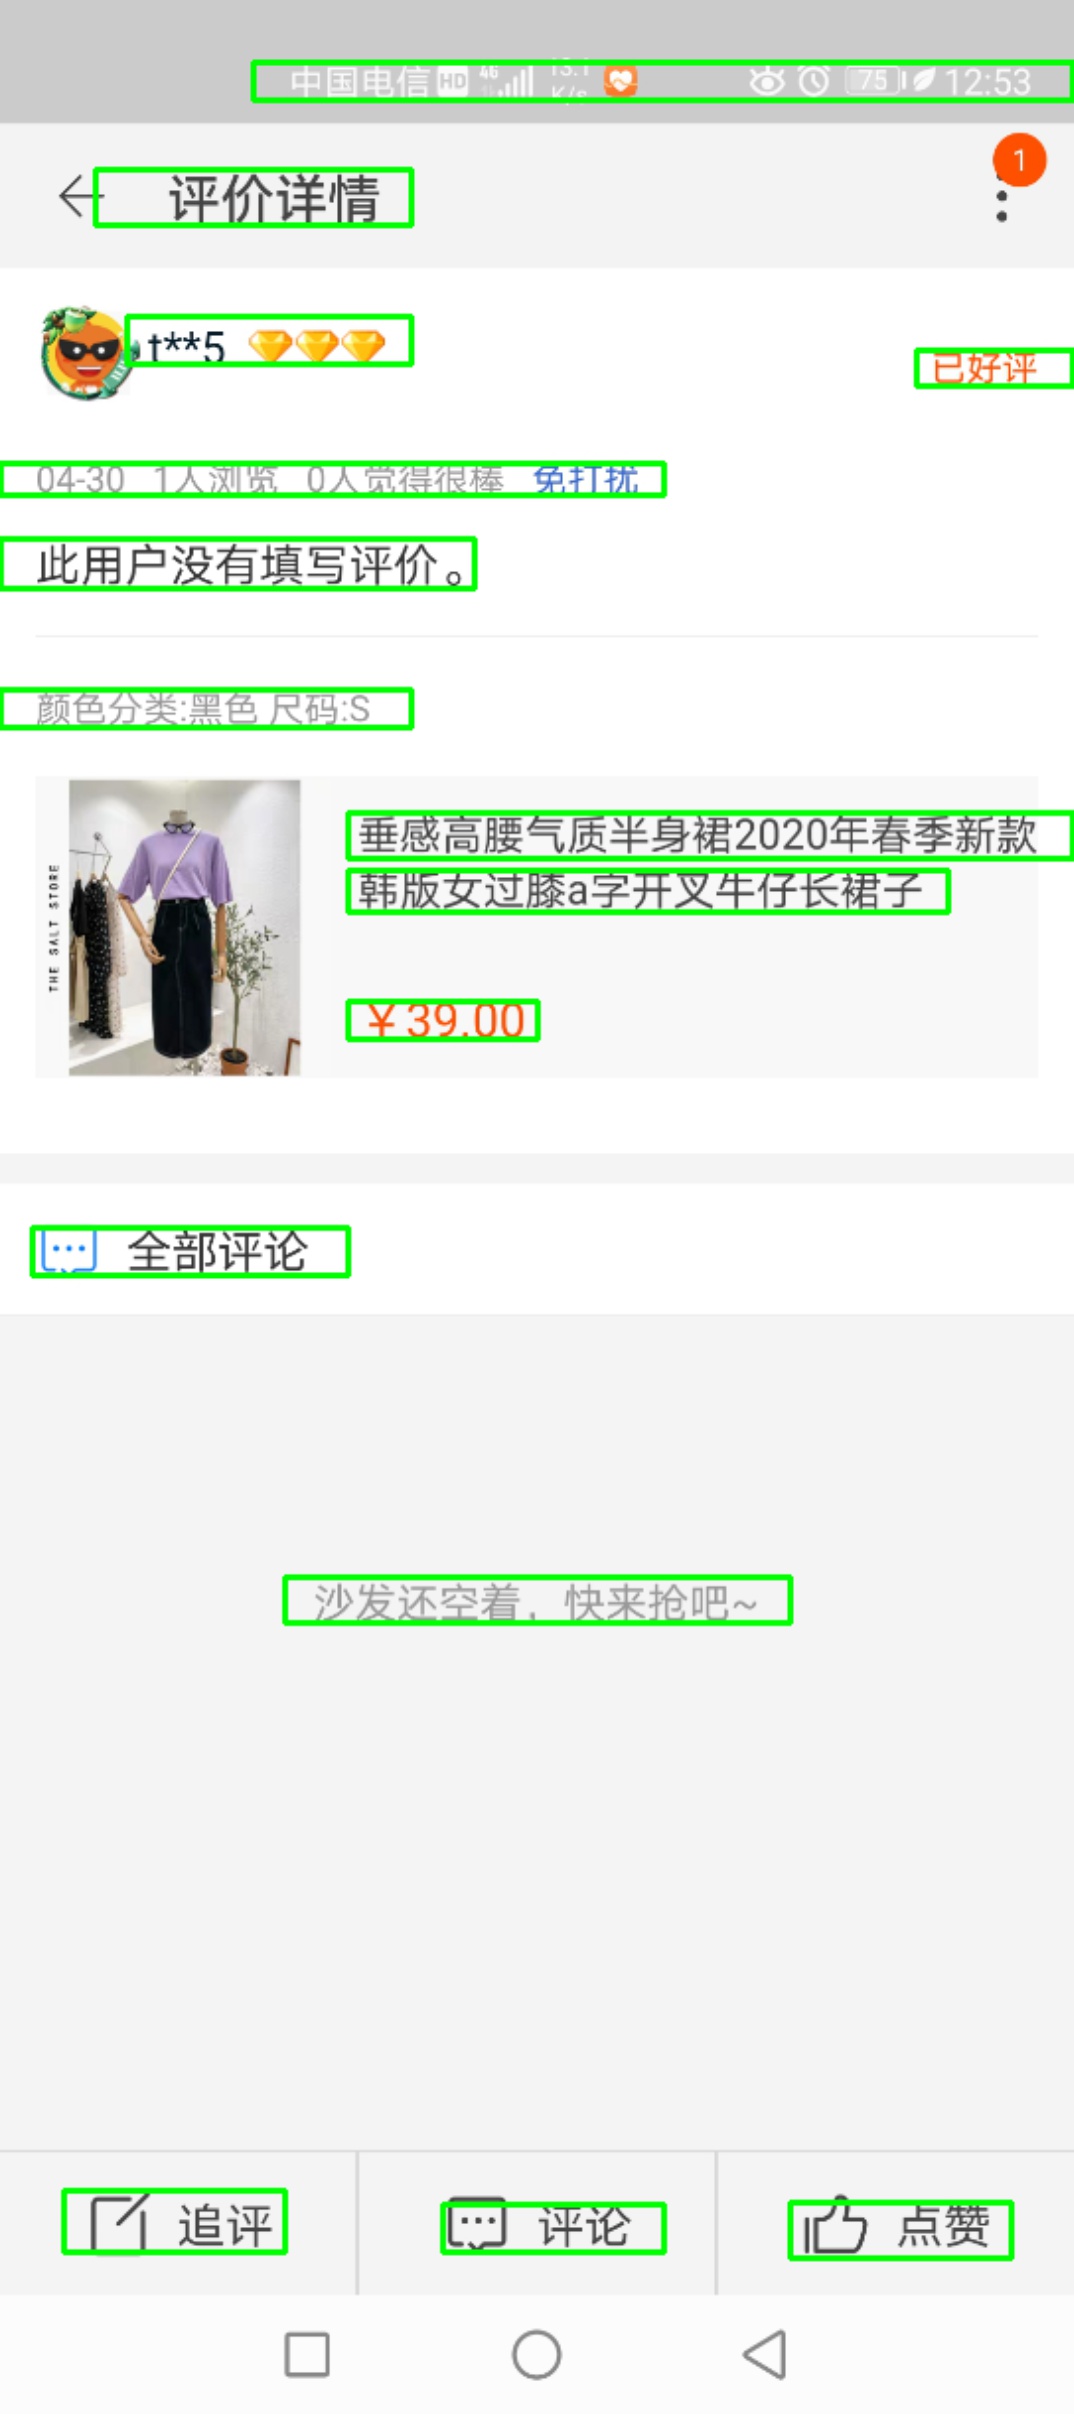 中国电信 HD 4G 13.1 K/s 75 12:53
评价详情
1
t**5
已好评
04-30 1人浏览 0人觉得很棒 免打扰
此用户没有填写评价。
颜色分类:黑色 尺码:S
THE SALT STORE
垂感高腰气质半身裙2020年春季新款
韩版女过膝a字开叉牛仔长裙子
￥39.00
全部评论
沙发还空着，快来抢吧~
追评
评论
点赞